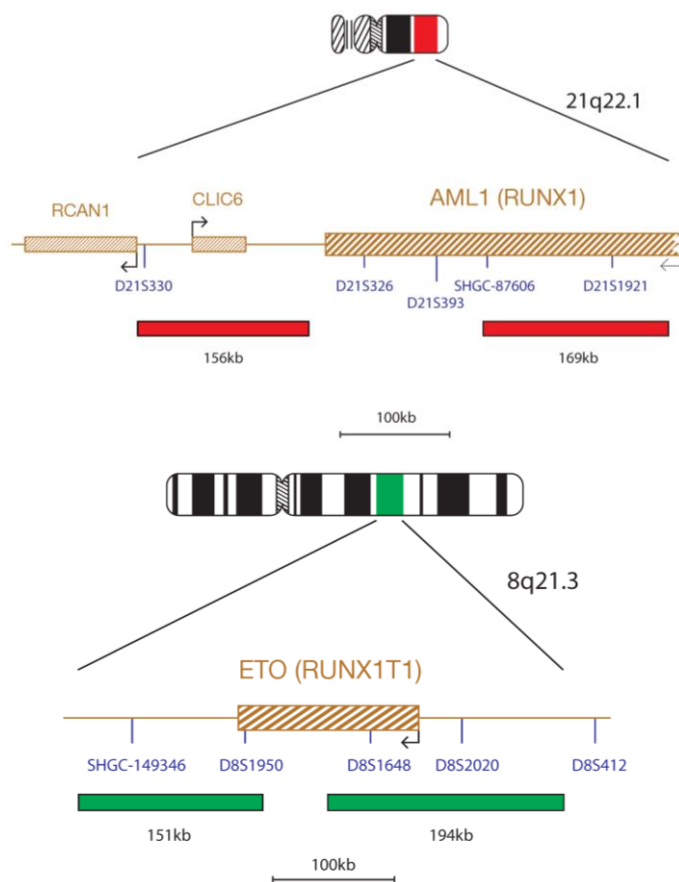 21q22.1
RCAN1 CLIC6 AML1 (RUNX1)
D21S330 D21S326 D21S393 SHGC-87606 D21S1921
156kb 169kb
100kb
8q21.3
ETO (RUNX1T1)
SHGC-149346 D8S1950 D8S1648 D8S2020 D8S412
151kb 194kb
100kb